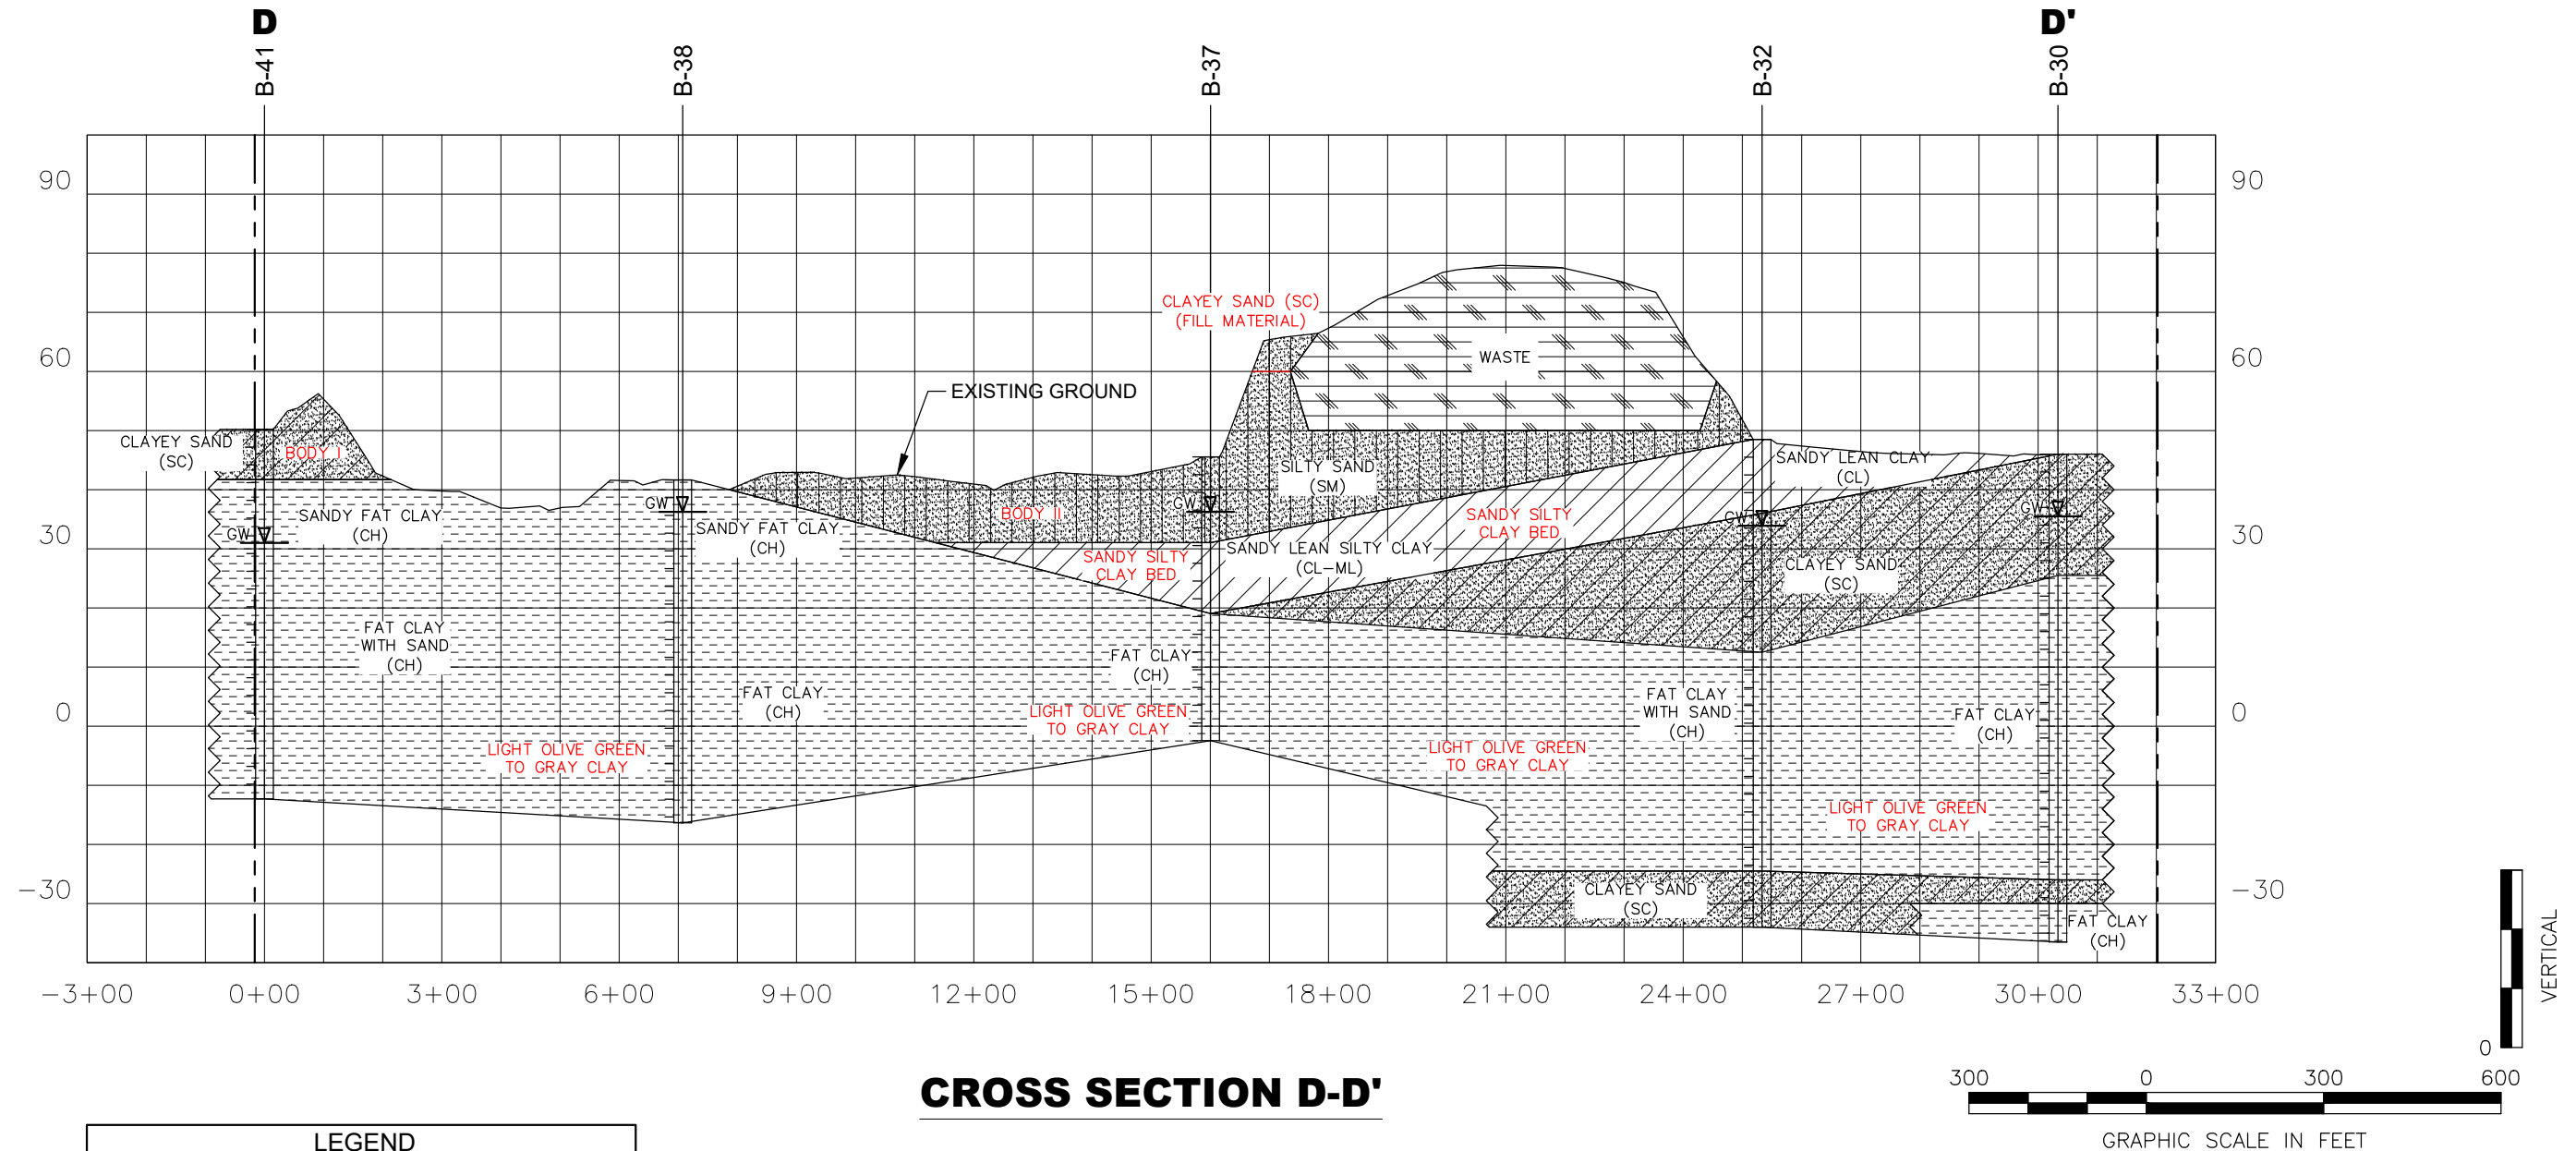 D
D'
B-41
B-38
B-37
B-32
B-30
90
90
60
60
30
30
0
0
-30
-30
CLAYEY SAND (SC)
(FILL MATERIAL)
WASTE
EXISTING GROUND
CLAYEY SAND
(SC)
BODY I
SILTY SAND
(SM)
SANDY LEAN CLAY
(CL)
GW
GW
GW
GW
GW
SANDY FAT CLAY
(CH)
SANDY FAT CLAY
(CH)
BODY II
SANDY SILTY
CLAY BED
SANDY LEAN SILTY CLAY
(CL-ML)
SANDY SILTY
CLAY BED
CLAYEY SAND
(SC)
FAT CLAY
WITH SAND
(CH)
FAT CLAY
(CH)
FAT CLAY
(CH)
FAT CLAY
WITH SAND
(CH)
FAT CLAY
(CH)
LIGHT OLIVE GREEN
TO GRAY CLAY
LIGHT OLIVE GREEN
TO GRAY CLAY
LIGHT OLIVE GREEN
TO GRAY CLAY
LIGHT OLIVE GREEN
TO GRAY CLAY
CLAYEY SAND
(SC)
FAT CLAY
(CH)
-3+00
0+00
3+00
6+00
9+00
12+00
15+00
18+00
21+00
24+00
27+00
30+00
33+00
VERTICAL
0
CROSS SECTION D-D'
300
0
300
600
GRAPHIC SCALE IN FEET
LEGEND